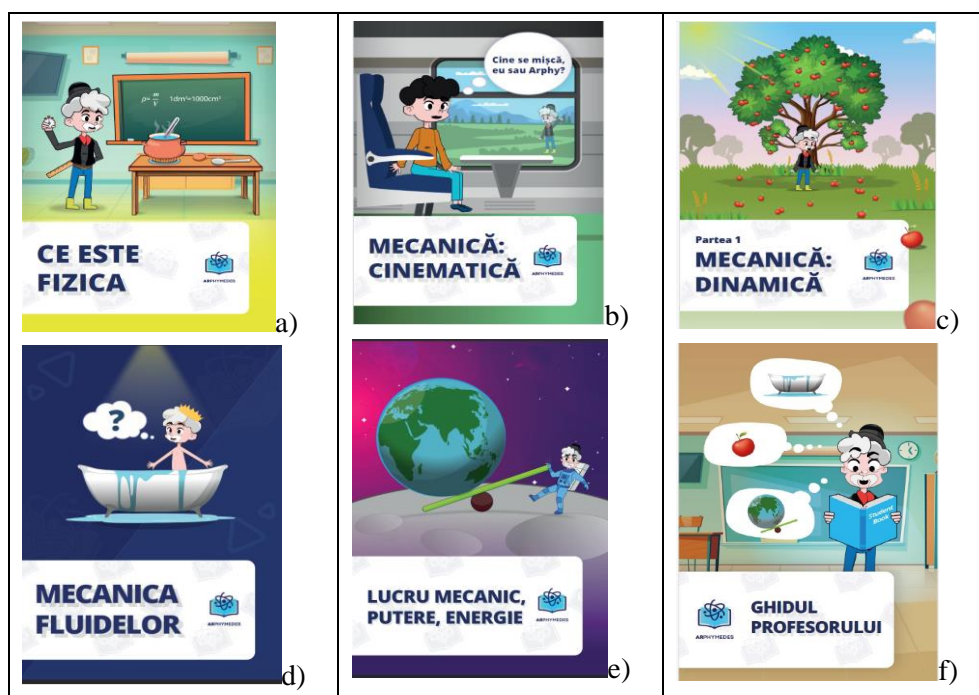 ρ= m/V 1dm³=1000cm³
CE ESTE
FIZICA
ARPHYMEDES
a)
Cine se mișcă,
eu sau Arphy?
MECANICĂ:
CINEMATICĂ
ARPHYMEDES
b)
Partea 1
MECANICĂ:
DINAMICĂ
ARPHYMEDES
c)
?
MECANICA
FLUIDELOR
ARPHYMEDES
d)
LUCRU MECANIC,
PUTERE, ENERGIE
ARPHYMEDES
e)
Student
Book
ARPHYMEDES
GHIDUL
PROFESORULUI
f)